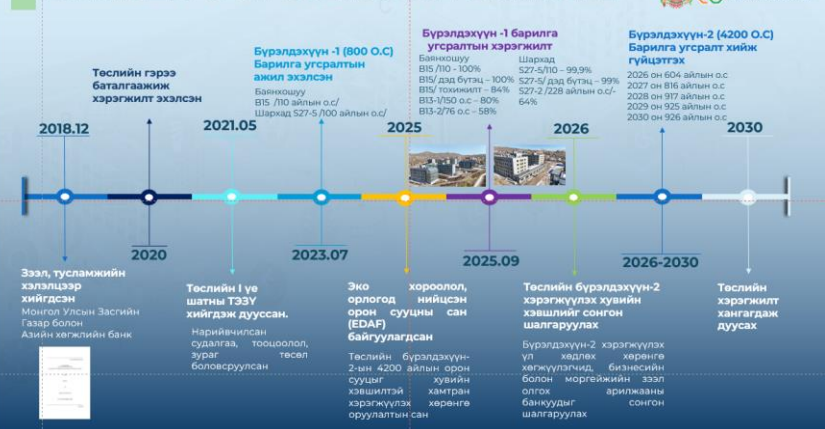 Төслийн гэрээ
баталгаажиж
хэрэгжилт эхэлсэн
Бүрэлдэхүүн -1 (800 О.С)
Барилга угсралтын
ажил эхэлсэн
Баянхошуу
B15 /110 айлын о.с/
Шархад S27-5 /100 айлын о.с/
Бүрэлдэхүүн -1 барилга
угсралтын хэрэгжилт
Баянхошуу
B15 /110 - 100%
B15/ дэд бүтэц – 100%
B15/ тохижилт – 84%
B13-1/150 о.с – 80%
B13-2/76 о.с – 58%
Шархад
S27-5/110 – 99,9%
S27-5/ дэд бүтэц – 99%
S27-2 /228 айлын о.с/-
64%
Бүрэлдэхүүн-2 (4200 О.С)
Барилга угсралт хийж
гүйцэтгэх
2026 он 604 айлын о.с
2027 он 816 айлын о.с
2028 он 917 айлын о.с
2029 он 925 айлын о.с
2030 он 926 айлын о.с
2018.12
2021.05
2025
2026
2030
2020
2023.07
2025.09
2026-2030
Зээл, тусламжийн
хэлэлцээр
хийгдсэн
Монгол Улсын Засгийн
Газар болон
Азийн хөгжлийн банк
Төслийн I үе
шатны ТЭЗҮ
хийгдэж дууссан.
Нарийвчилсан
судалгаа, тооцоолол,
зураг төсөл
боловсруулсан
Эко хороолол,
орлогод нийцсэн
орон сууцны сан
(EDAF)
байгуулагдсан
Төслийн бүрэлдэхүүн-
2-ын 4200 айлын орон
сууцыг хувийн
хэвшилтэй хамтран
хэрэгжүүлэх хөрөнгө
оруулалтын сан
Төслийн бүрэлдэхүүн-2
хэрэгжүүлэх хувийн
хэвшлийг сонгон
шалгаруулах
Бүрэлдэхүүн-2 хэрэгжүүлэх
үл хөдлөх хөрөнгө
хөгжүүлэгчид, бизнесийн
болон моргейжийн зээл
олгох арилжааны
банкуудыг сонгон
шалгаруулах
Төслийн
хэрэгжилт
хангагдаж
дуусах